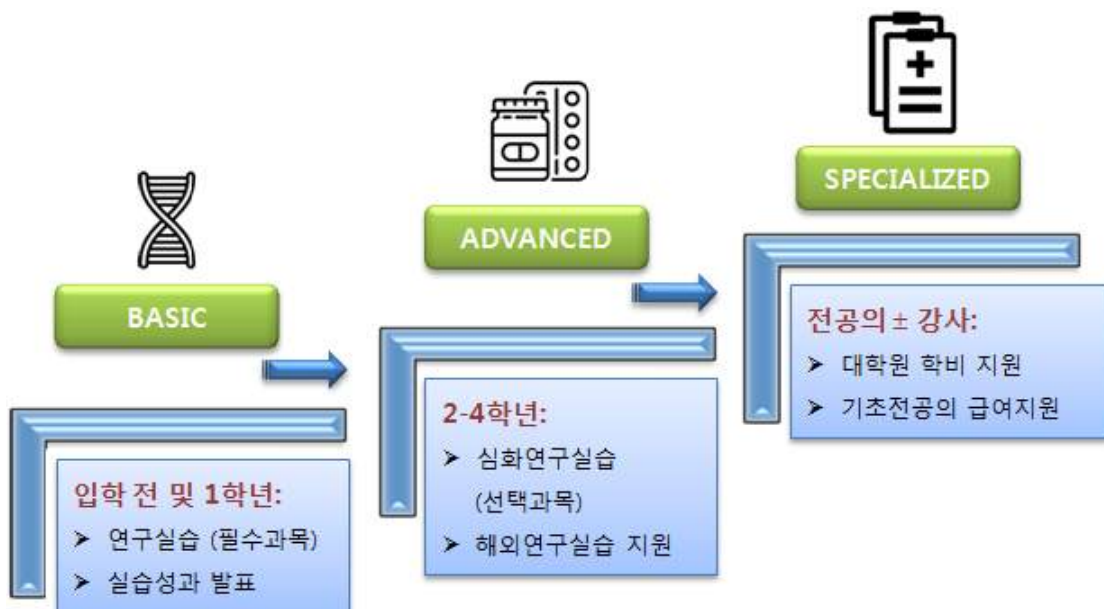 BASIC
입학 전 및 1학년:
➤ 연구실습 (필수과목)
➤ 실습성과 발표
ADVANCED
2-4학년:
➤ 심화연구실습
(선택과목)
➤ 해외연구실습 지원
SPECIALIZED
전공의 ± 강사:
➤ 대학원 학비 지원
➤ 기초전공의 급여지원